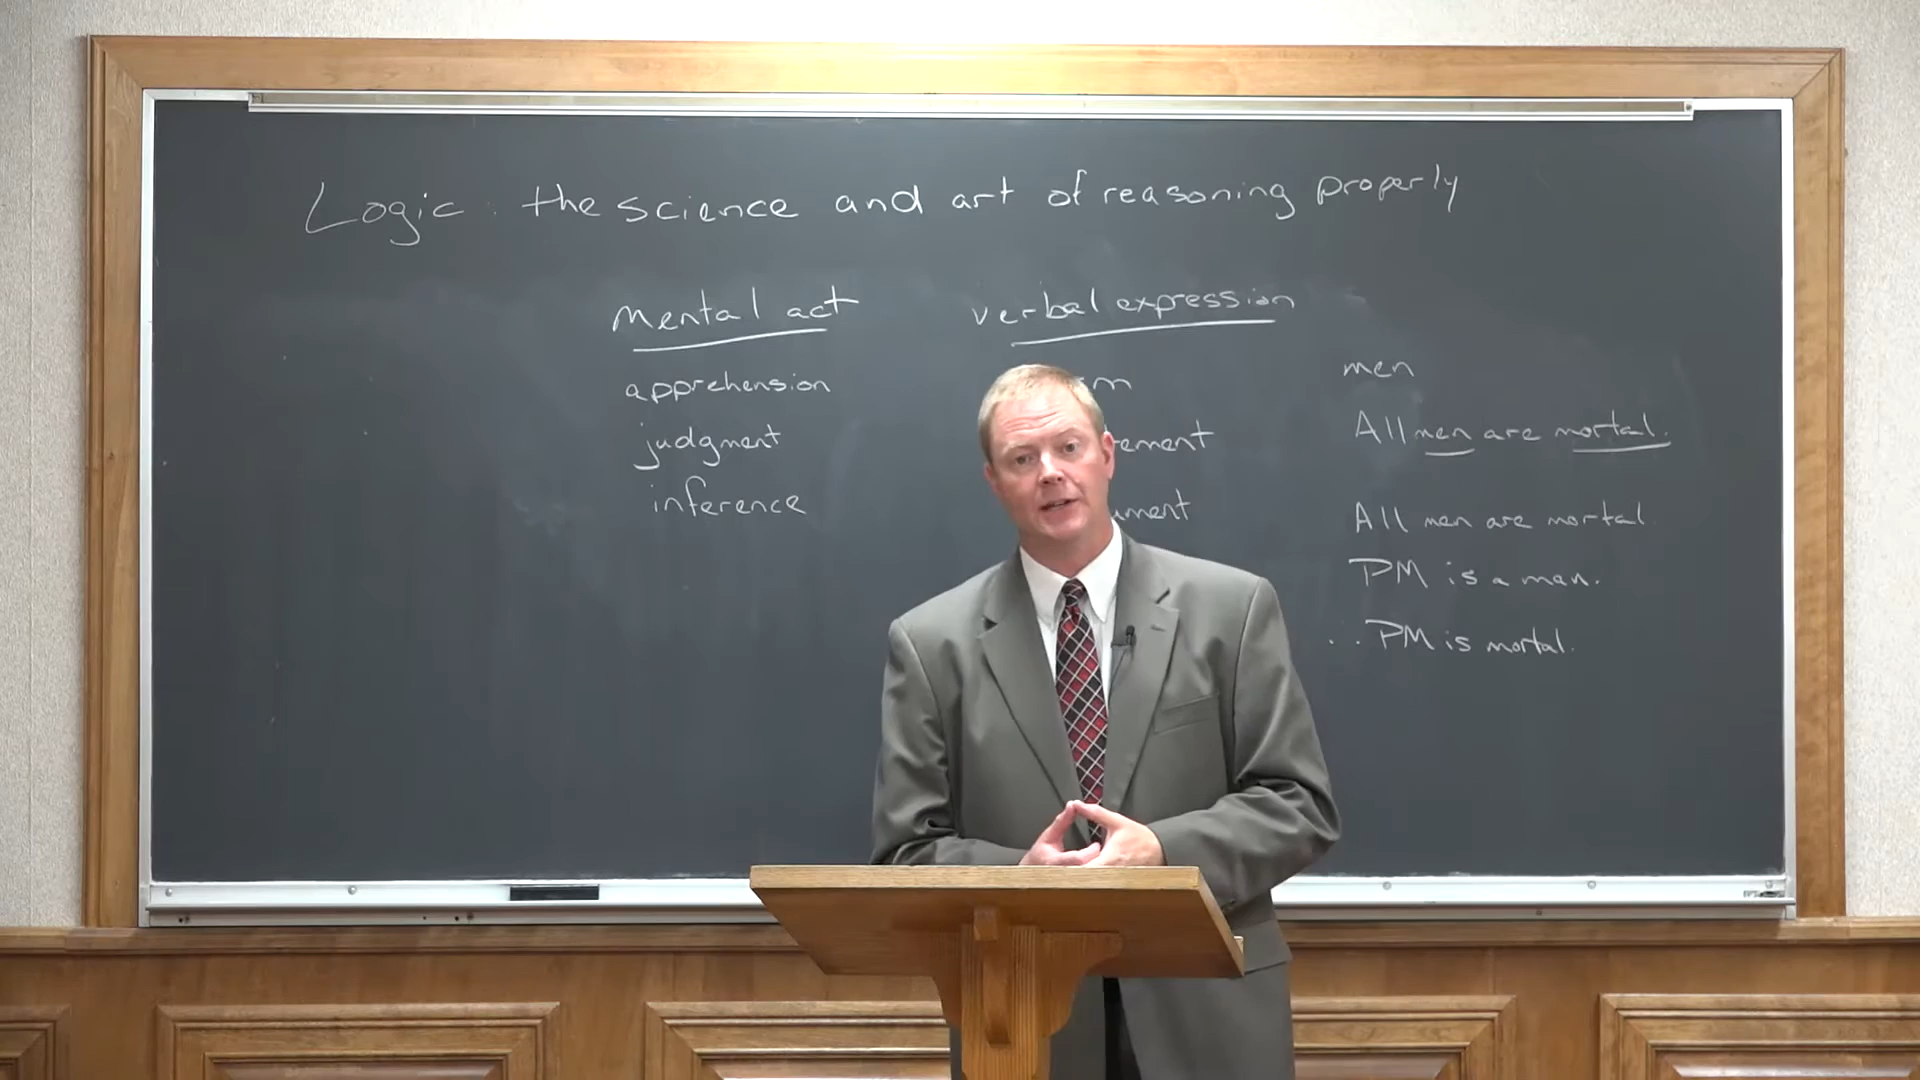 Logic: the science and art of reasoning properly
mental act verbal expression
apprehension men
judgment All men are mortal.
inference All men are mortal
PM is a man.
∴ PM is mortal.